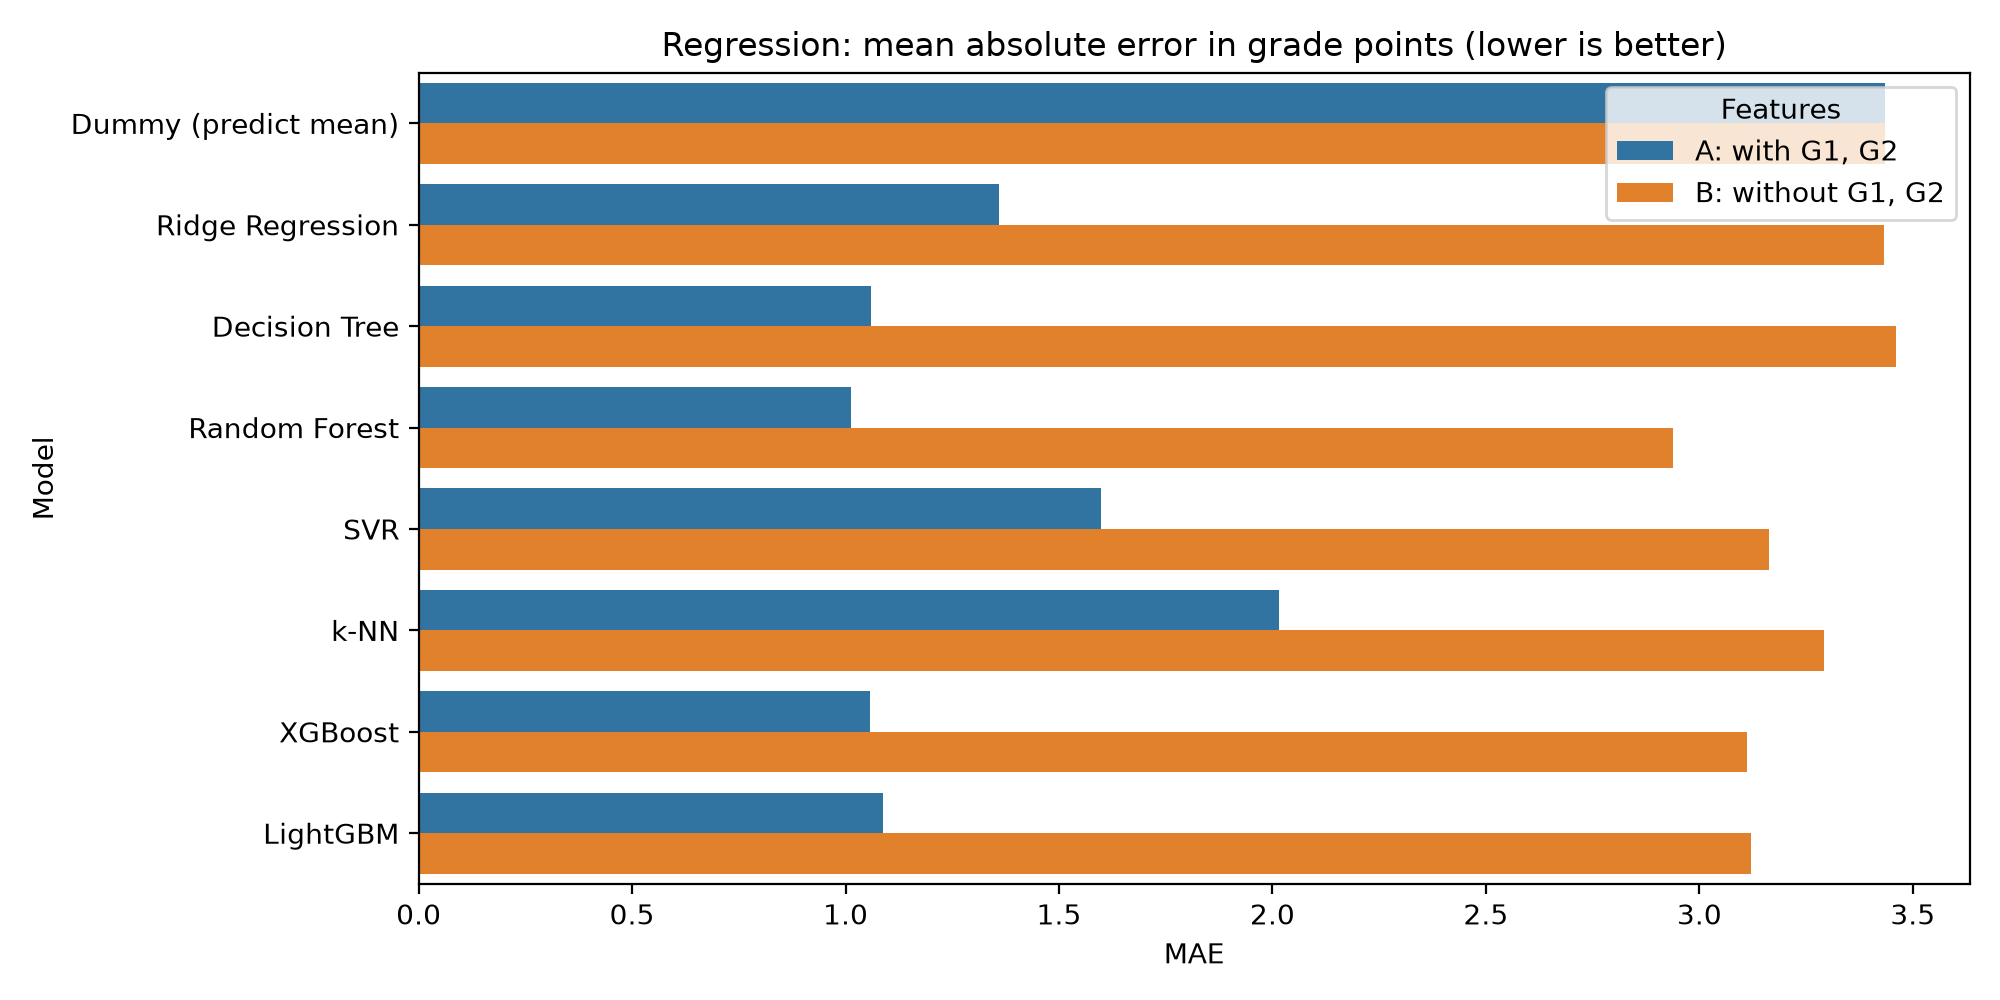 Regression: mean absolute error in grade points (lower is better)
Features
A: with G1, G2
B: without G1, G2
Model
Dummy (predict mean)
Ridge Regression
Decision Tree
Random Forest
SVR
k-NN
XGBoost
LightGBM
0.0 0.5 1.0 1.5 2.0 2.5 3.0 3.5
MAE